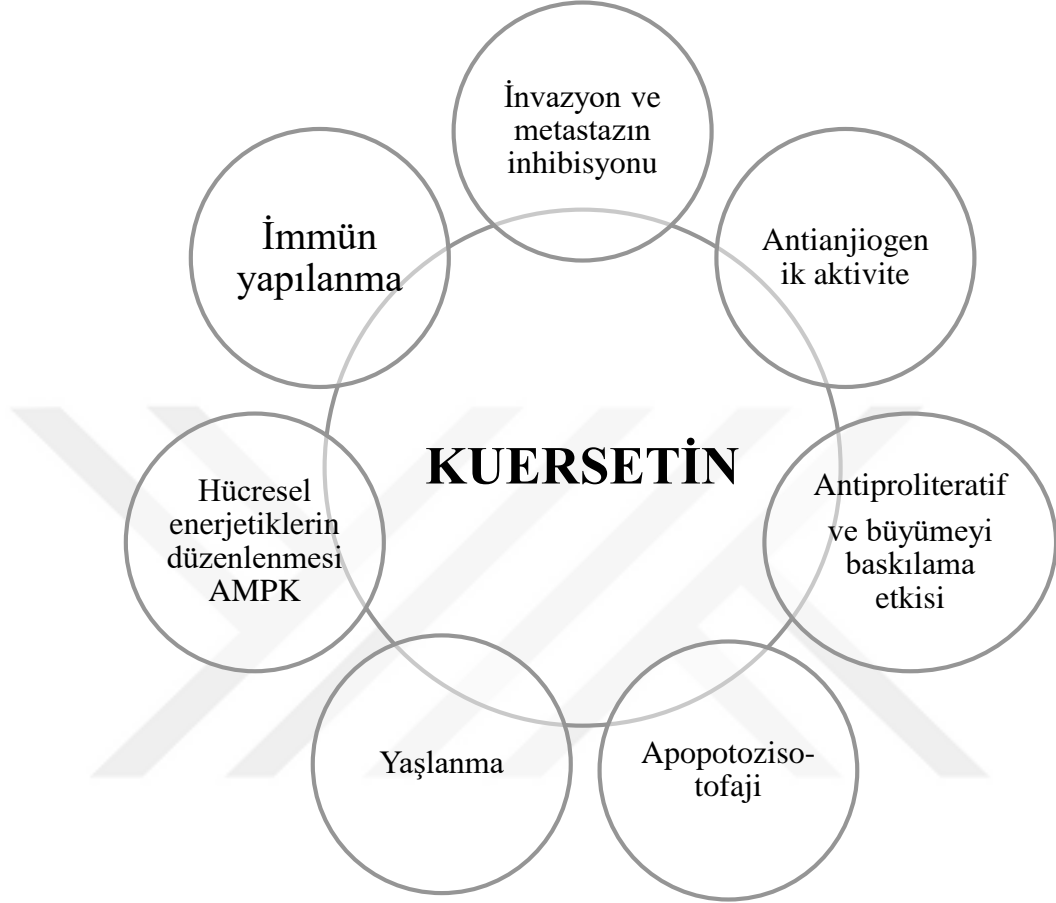 İnvazyon ve
metastazın
inhibisyonu
Antianjiogen
ik aktivite
Antiproliteratif
ve büyümeyi
baskılama
etkisi
Apopotoziso-
tofaji
Yaşlanma
Hücresel
enerjetiklerin
düzenlenmesi
AMPK
İmmün
yapılanma
KUERSETİN